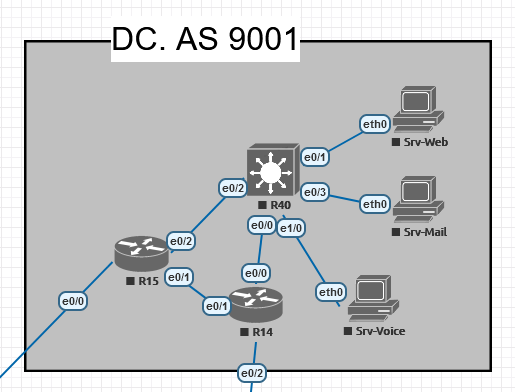 DC. AS 9001
eth0
Srv-Web
e0/1
e0/2
e0/3
R40
eth0
Srv-Mail
e0/0
e1/0
e0/2
R15
e0/1
e0/0
eth0
e0/0
e0/1
R14
Srv-Voice
e0/2